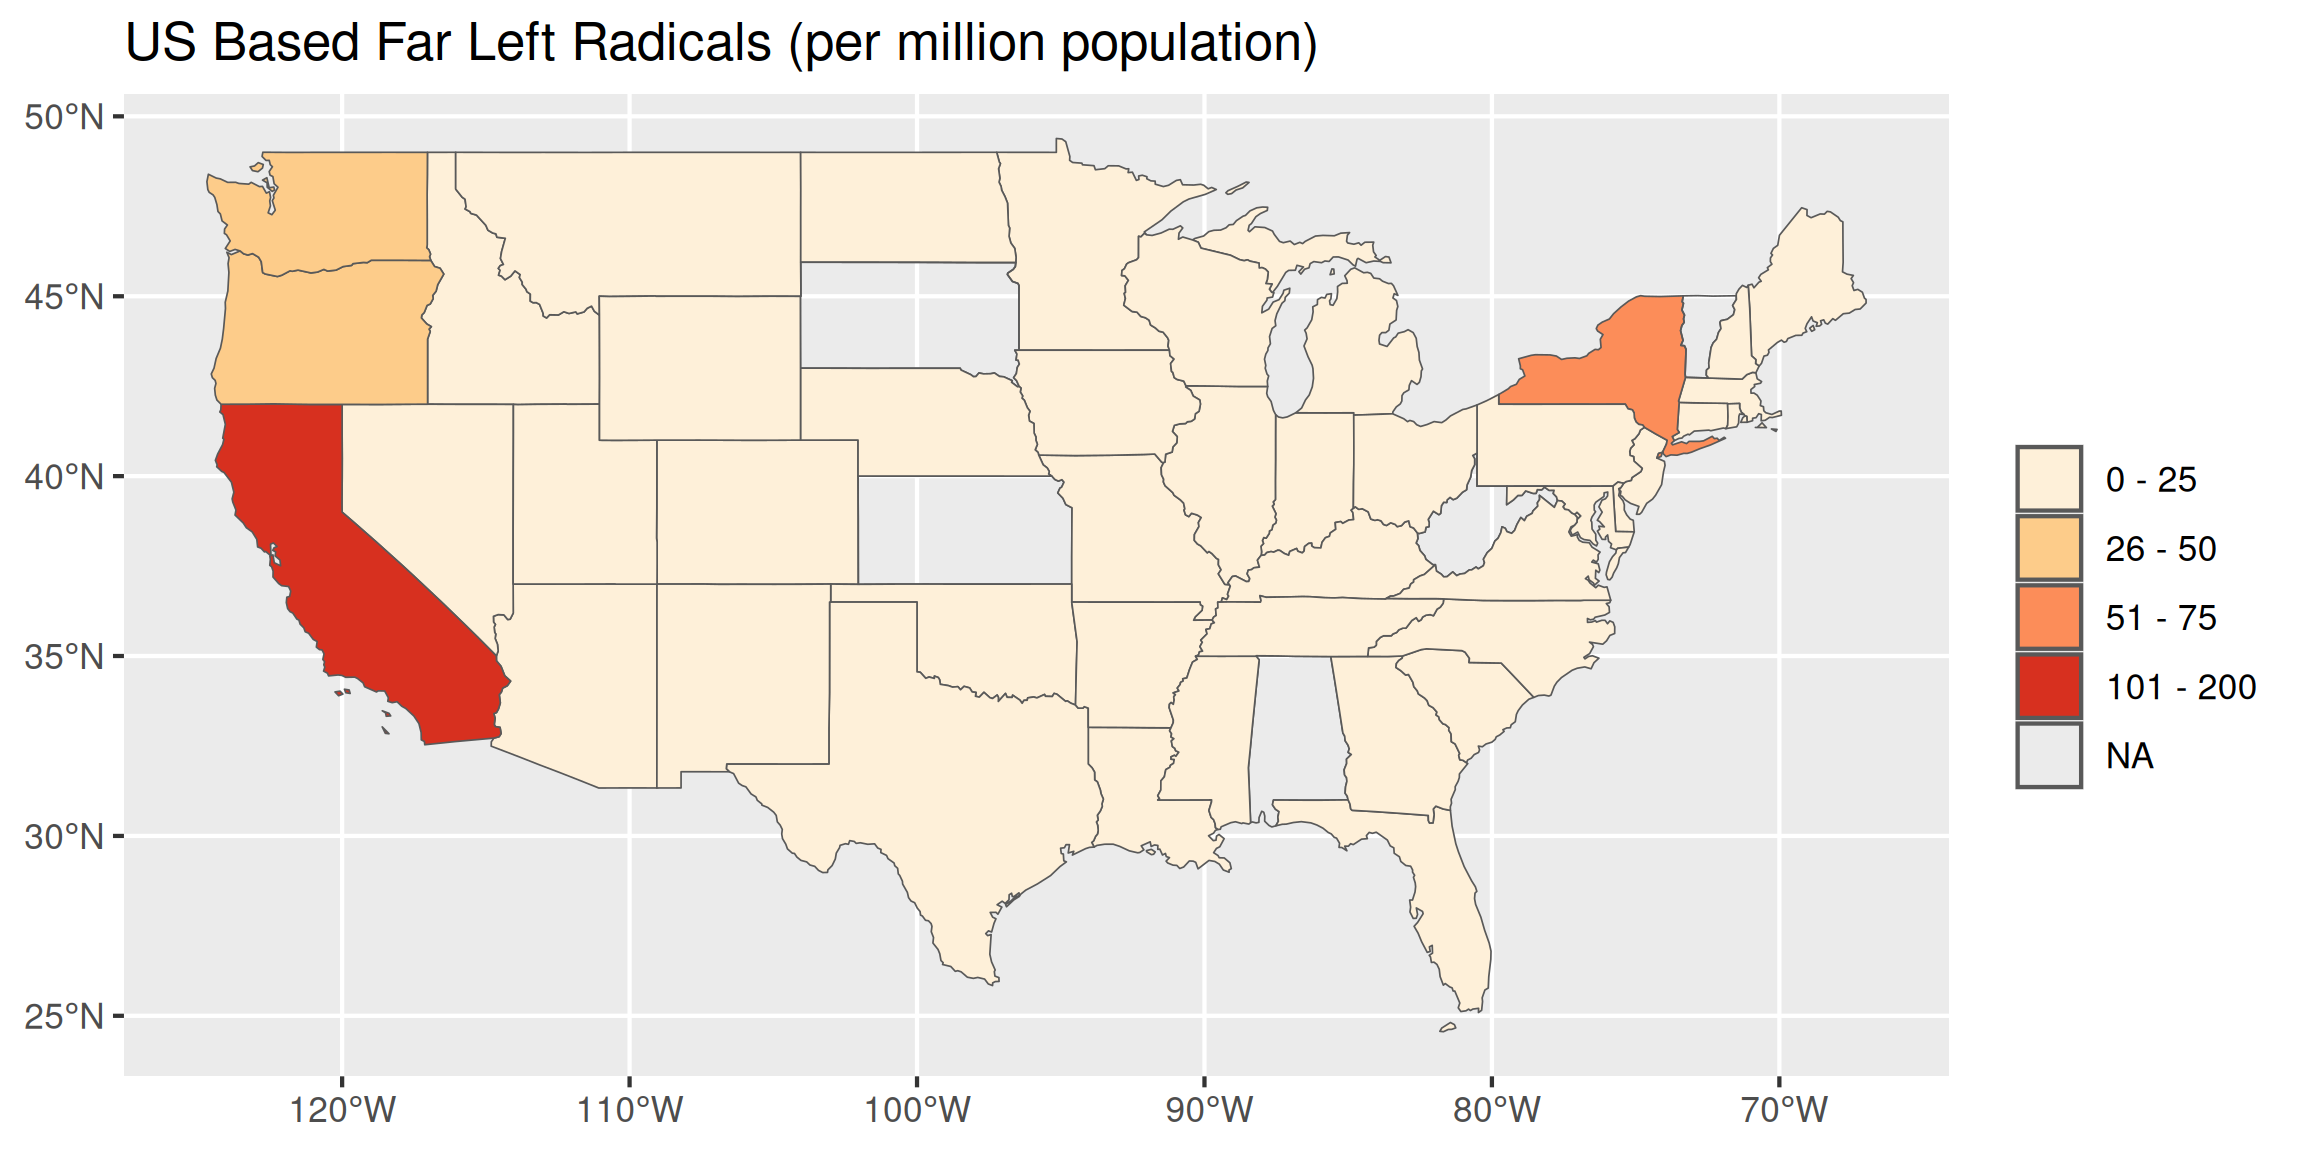 US Based Far Left Radicals (per million population)
50°N
45°N
40°N
35°N
30°N
25°N
120°W
110°W
100°W
90°W
80°W
70°W
0 - 25
26 - 50
51 - 75
101 - 200
NA